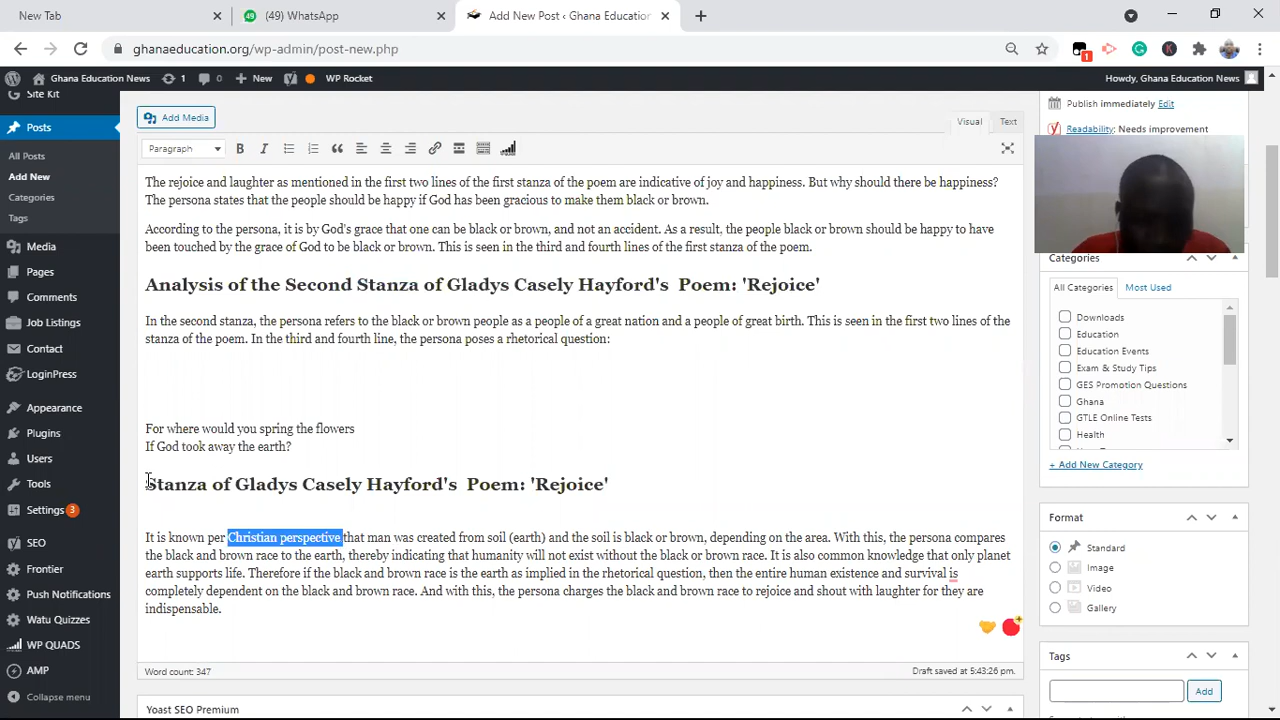 New Tab
(49) WhatsApp
Add New Post ‹ Ghana Education
ghanaeducation.org/wp-admin/post-new.php
1
Ghana Education News
1
0
New
WP Rocket
Howdy, Ghana Education News
Site Kit
Posts
All Posts
Add New
Categories
Tags
Media
Pages
Comments
Job Listings
Contact
LoginPress
Appearance
Plugins
Users
Tools
Settings 3
SEO
Frontier
Push Notifications
Watu Quizzes
WP QUADS
AMP
Collapse menu
Add Media
Visual
Text
Paragraph
The rejoice and laughter as mentioned in the first two lines of the first stanza of the poem are indicative of joy and happiness. But why should there be happiness?
The persona states that the people should be happy if God has been gracious to make them black or brown.
According to the persona, it is by God's grace that one can be black or brown, and not an accident. As a result, the people black or brown should be happy to have
been touched by the grace of God to be black or brown. This is seen in the third and fourth lines of the first stanza of the poem.
Analysis of the Second Stanza of Gladys Casely Hayford's Poem: 'Rejoice'
In the second stanza, the persona refers to the black or brown people as a people of a great nation and a people of great birth. This is seen in the first two lines of the
stanza of the poem. In the third and fourth line, the persona poses a rhetorical question:
For where would you spring the flowers
If God took away the earth?
Stanza of Gladys Casely Hayford's Poem: 'Rejoice'
It is known per Christian perspective that man was created from soil (earth) and the soil is black or brown, depending on the area. With this, the persona compares
the black and brown race to the earth, thereby indicating that humanity will not exist without the black or brown race. It is also common knowledge that only planet
earth supports life. Therefore if the black and brown race is the earth as implied in the rhetorical question, then the entire human existence and survival is
completely dependent on the black and brown race. And with this, the persona charges the black and brown race to rejoice and shout with laughter for they are
indispensable.
Word count: 347
Draft saved at 5:43:26 pm.
Yoast SEO Premium
Publish immediately Edit
Readability: Needs improvement
Categories
All Categories
Most Used
Downloads
Education
Education Events
Exam & Study Tips
GES Promotion Questions
Ghana
GTLE Online Tests
Health
+ Add New Category
Format
Standard
Image
Video
Gallery
Tags
Add